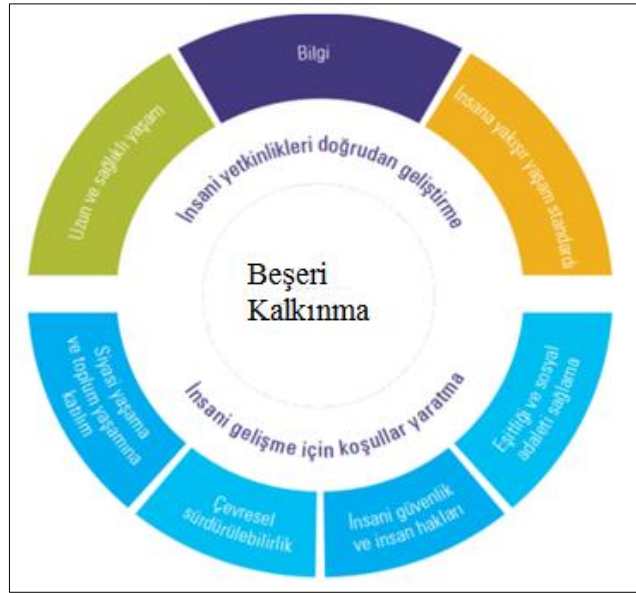 Bilgi
Uzun ve sağlıklı yaşam
İnsana yakışır yaşam standardı
İnsani yetkinlikleri doğrudan geliştirme
Beşeri
Kalkınma
İnsani gelişme için koşullar yaratma
Siyasi yaşama
ve toplum yaşamına
katılım
Çevresel
sürdürülebilirlik
İnsani güvenlik
ve insan hakları
Eşitliği ve sosyal
adaleti sağlama